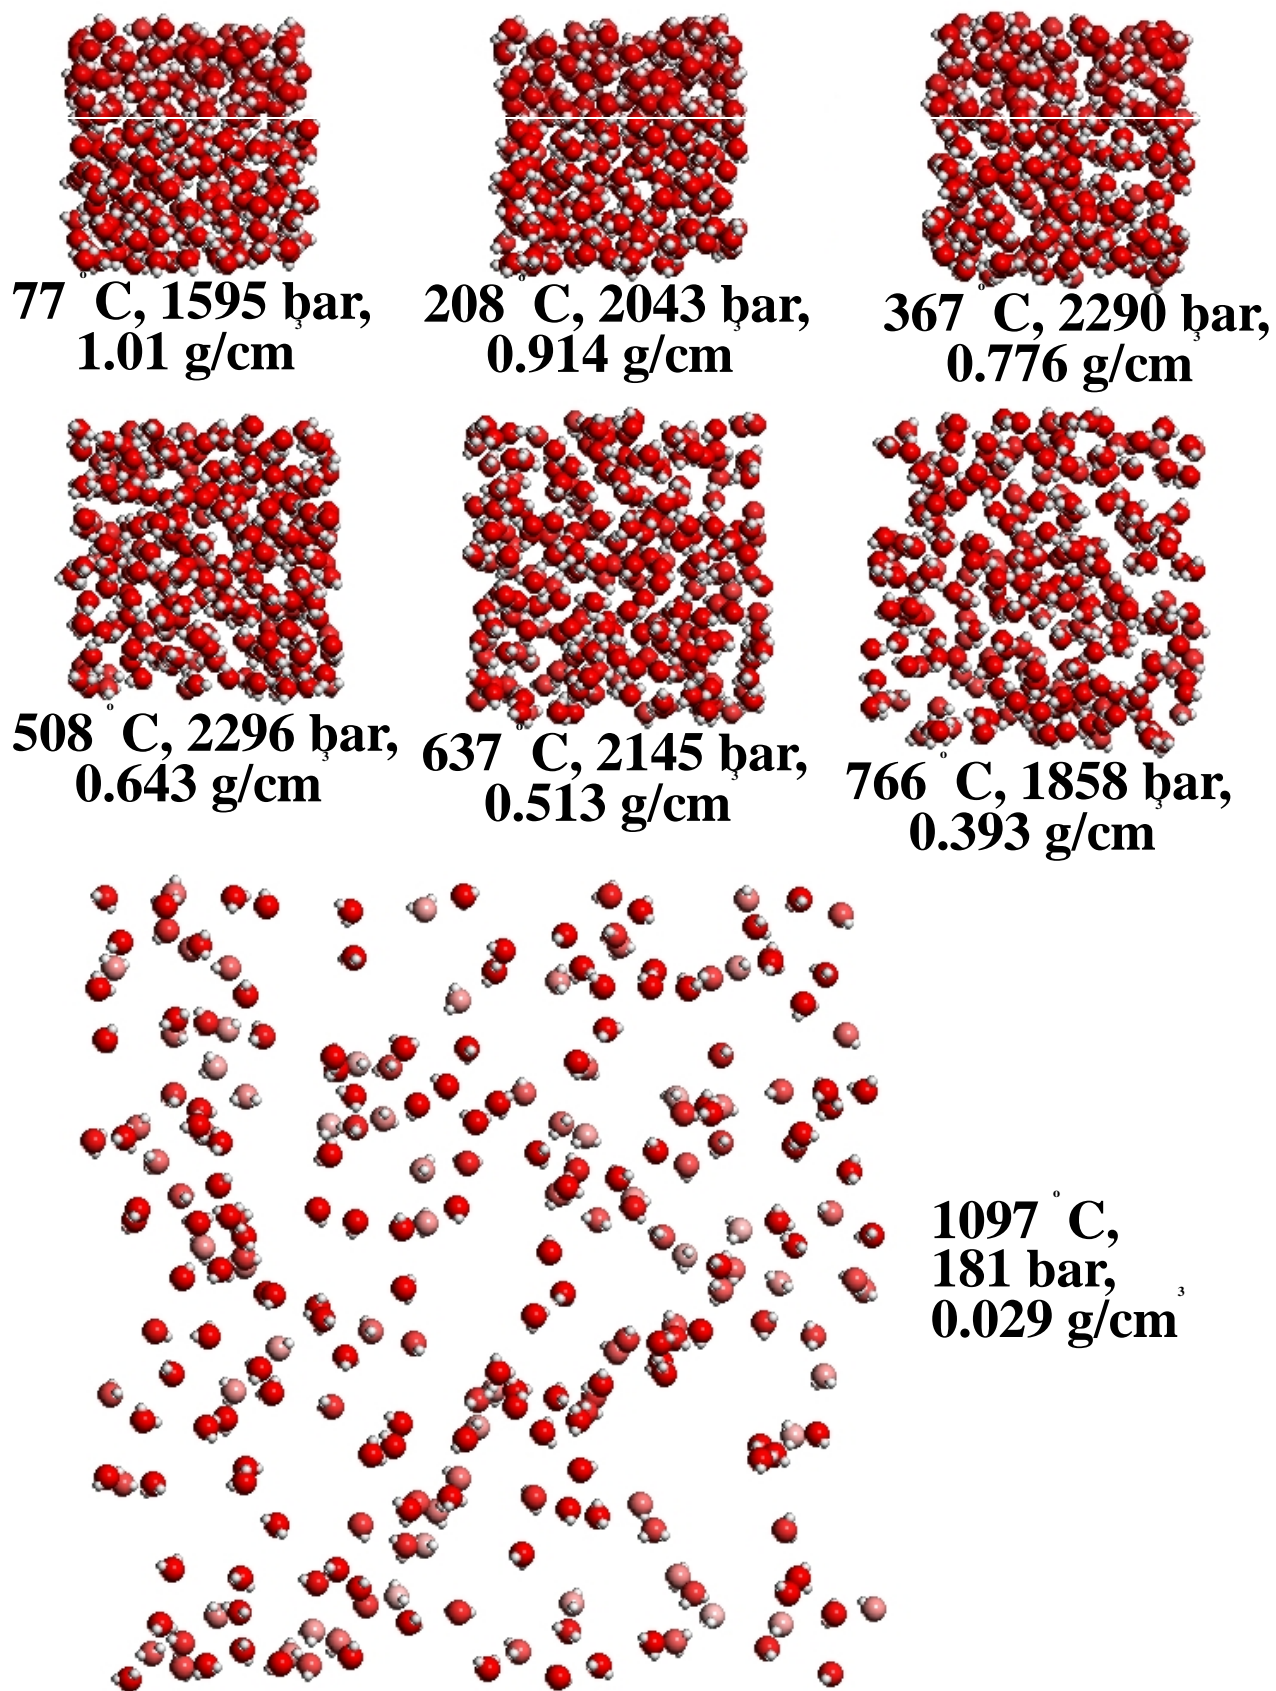 77 °C, 1595 bar,
1.01 g/cm³
208 °C, 2043 bar,
0.914 g/cm³
367 °C, 2290 bar,
0.776 g/cm³
508 °C, 2296 bar,
0.643 g/cm³
637 °C, 2145 bar,
0.513 g/cm³
766 °C, 1858 bar,
0.393 g/cm³
1097 °C,
181 bar,
0.029 g/cm³